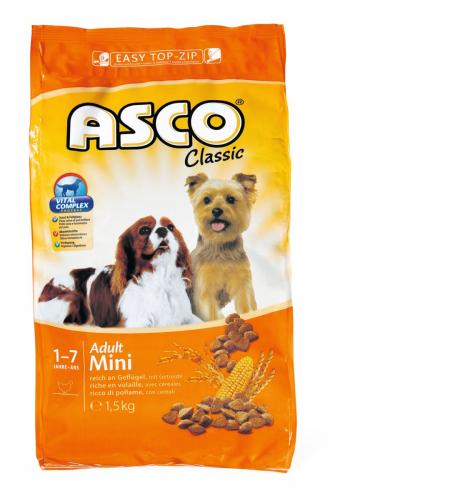 EASY TOP-ZIP
ASCO®
Classic
VITAL
COMPLEX
1–7
JAHRE•ANS
Adult
Mini
reich an Geflügel, mit Getreide
riche en volaille, avec céréales
ricco di pollame, con cereali
℮ 1,5kg